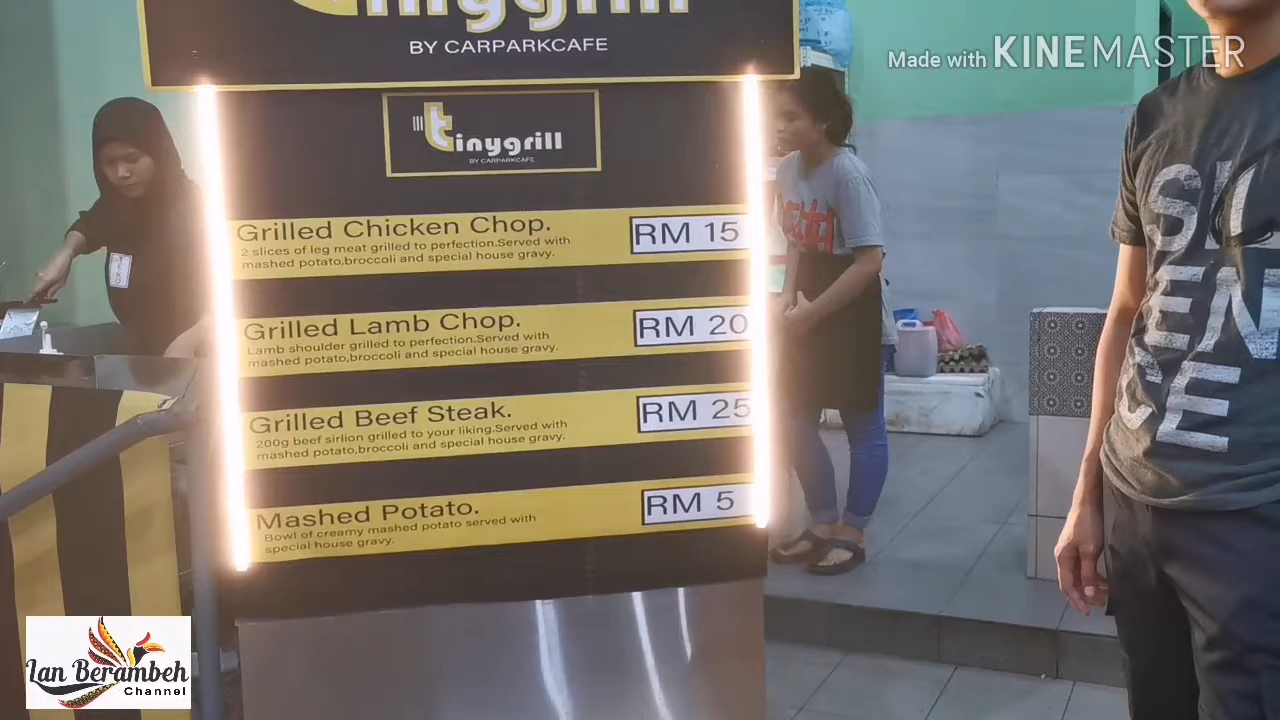 tinygrill
BY CARPARKCAFE
Made with KINEMASTER
tinygrill
BY CARPARKCAFE
Grilled Chicken Chop.
RM 15
2 slices of leg meat grilled to perfection.Served with
mashed potato,broccoli and special house gravy.
Grilled Lamb Chop.
RM 20
Lamb shoulder grilled to perfection.Served with
mashed potato,broccoli and special house gravy.
Grilled Beef Steak.
RM 25
200g beef sirlion grilled to your liking.Served with
mashed potato,broccoli and special house gravy.
Mashed Potato.
RM 5
Bowl of creamy mashed potato served with
special house gravy.
SIL
EN
CE
Ian Berambeh
Channel